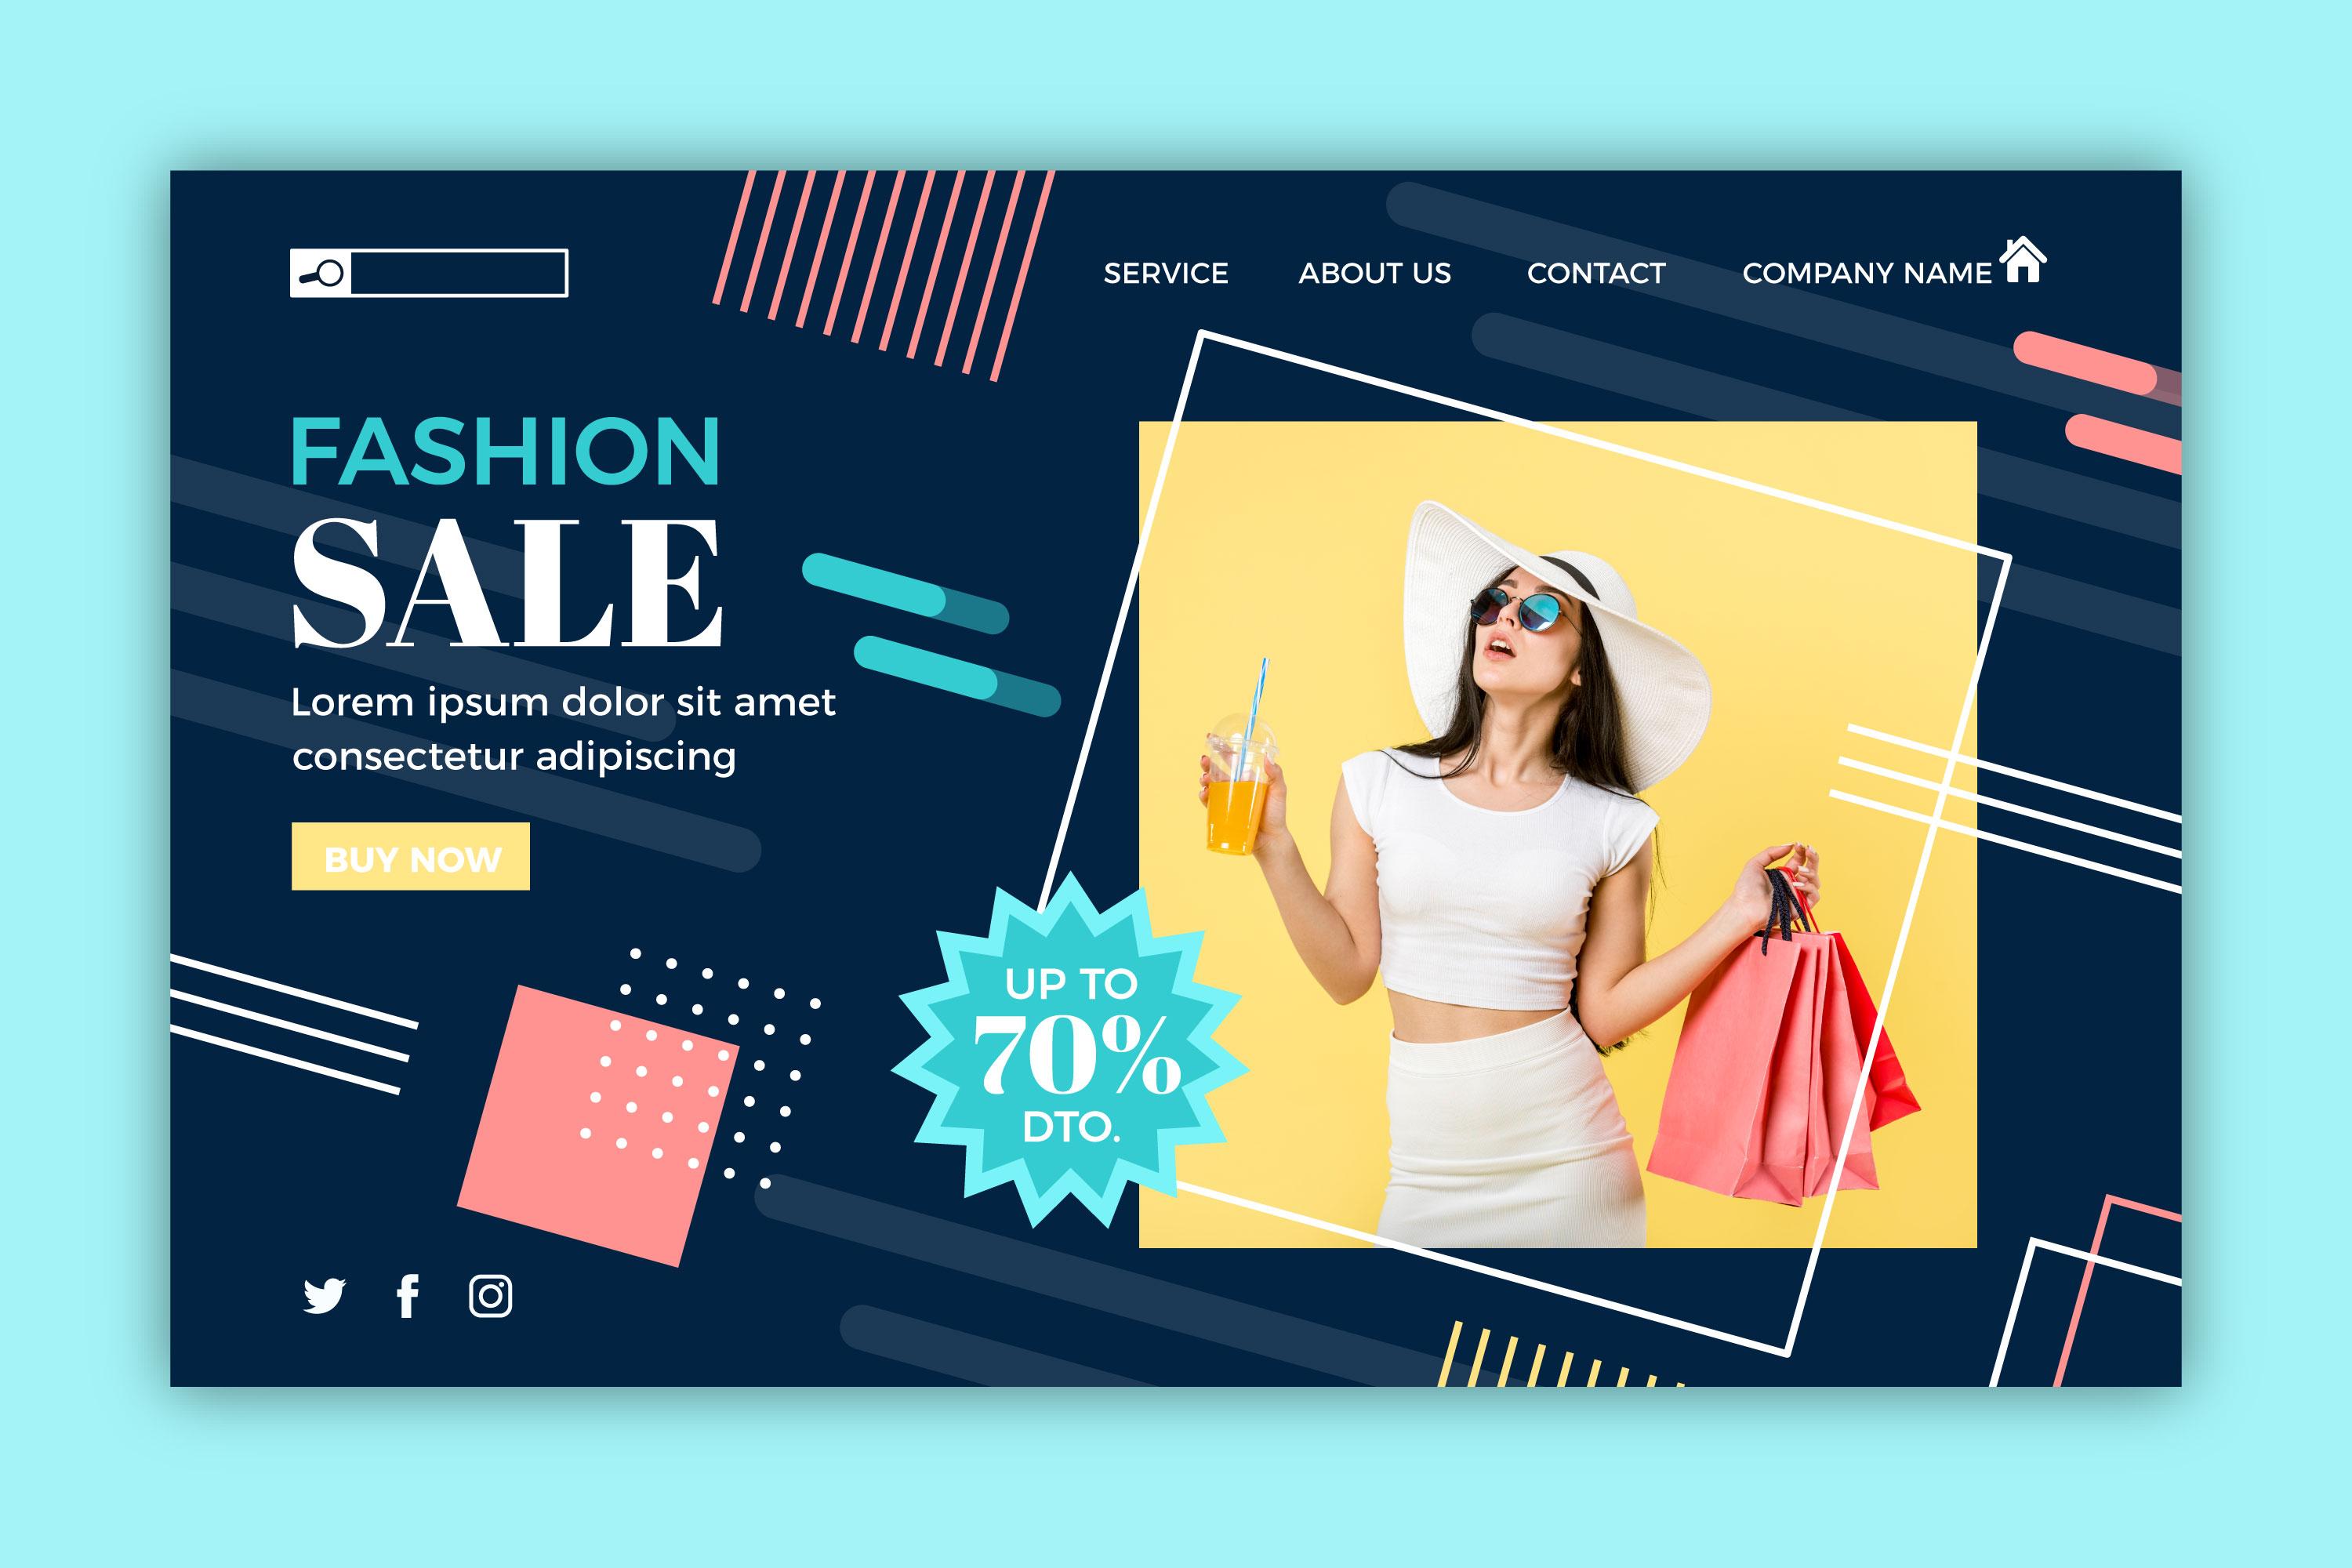 SERVICE ABOUT US CONTACT COMPANY NAME
FASHION
SALE
Lorem ipsum dolor sit amet
consectetur adipiscing
BUY NOW
UP TO
70%
DTO.